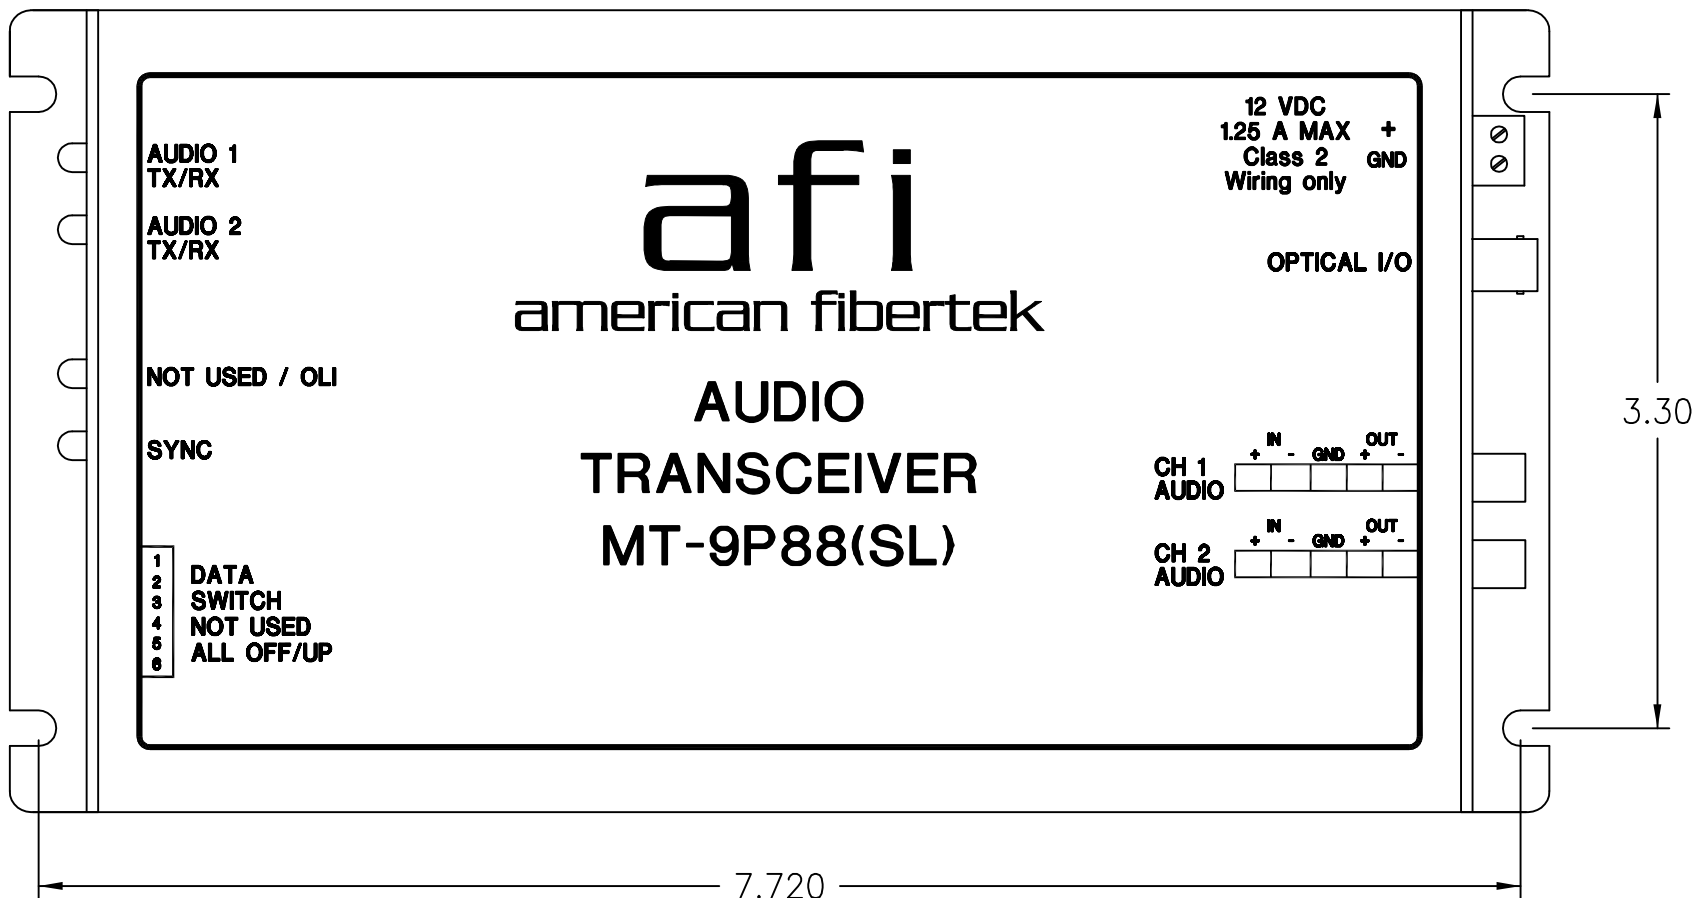 AUDIO 1
TX/RX
AUDIO 2
TX/RX
NOT USED / OLI
SYNC
1
2
3
4
5
6
DATA
SWITCH
NOT USED
ALL OFF/UP
afi
american fibertek
AUDIO
TRANSCEIVER
MT-9P88(SL)
12 VDC
1.25 A MAX +
Class 2 GND
Wiring only
OPTICAL I/O
IN OUT
+ - GND + -
CH 1
AUDIO
IN OUT
+ - GND + -
CH 2
AUDIO
3.30
7.720